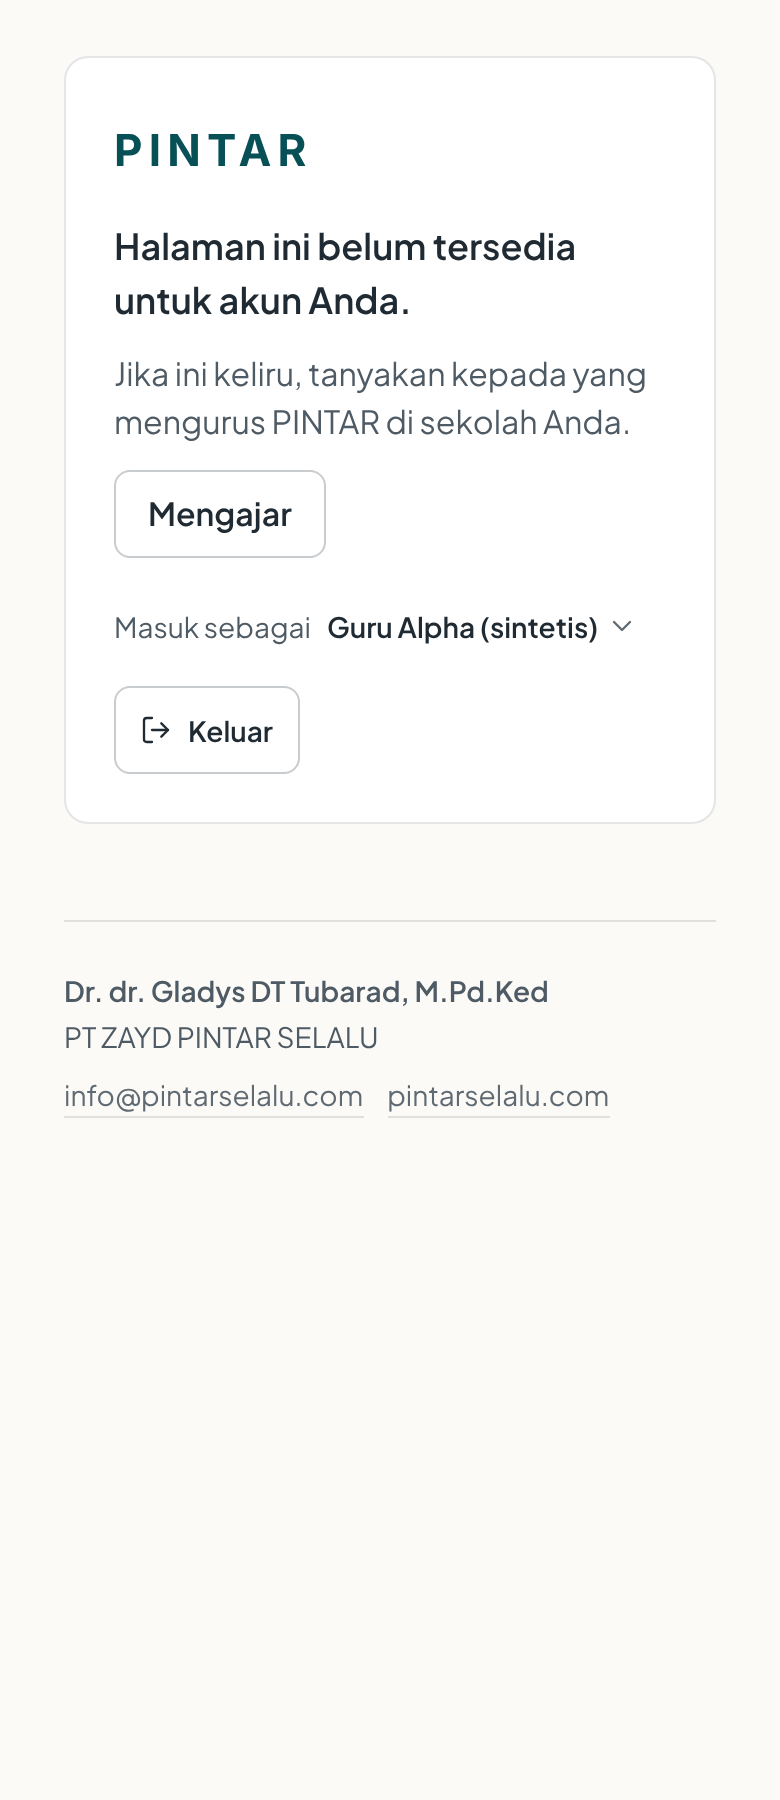 PINTAR
Halaman ini belum tersedia
untuk akun Anda.
Jika ini keliru, tanyakan kepada yang
mengurus PINTAR di sekolah Anda.
Mengajar
Masuk sebagai Guru Alpha (sintetis)
Keluar
Dr. dr. Gladys DT Tubarad, M.Pd.Ked
PT ZAYD PINTAR SELALU
info@pintarselalu.com pintarselalu.com